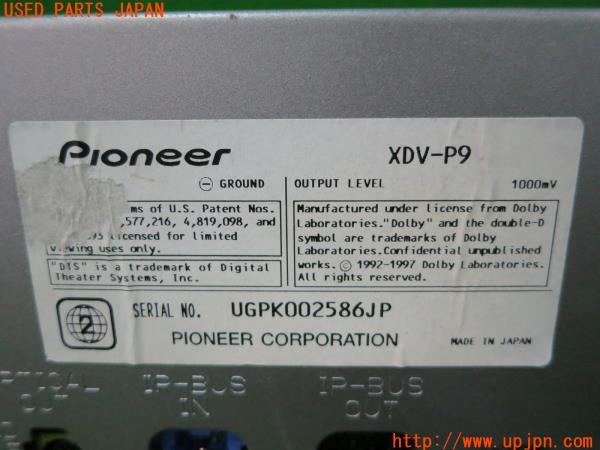 USED PARTS JAPAN
Pioneer
XDV-P9
⊖ GROUND
OUTPUT LEVEL 1000mV
ms of U.S. Patent Nos.
,577,216, 4,819,098, and
licensed for limited
viewing uses only.
"DTS" is a trademark of Digital
Theater Systems, Inc.
Manufactured under license from Dolby
Laboratories."Dolby" and the double-D
symbol are trademarks of Dolby
Laboratories.Confidential unpublished
works. © 1992-1997 Dolby Laboratories.
All rights reserved.
2
SERIAL NO. UGPK002586JP
PIONEER CORPORATION
MADE IN JAPAN
OUT
IP-BUS
IN
IP-BUS
OUT
http://www.upjpn.com/